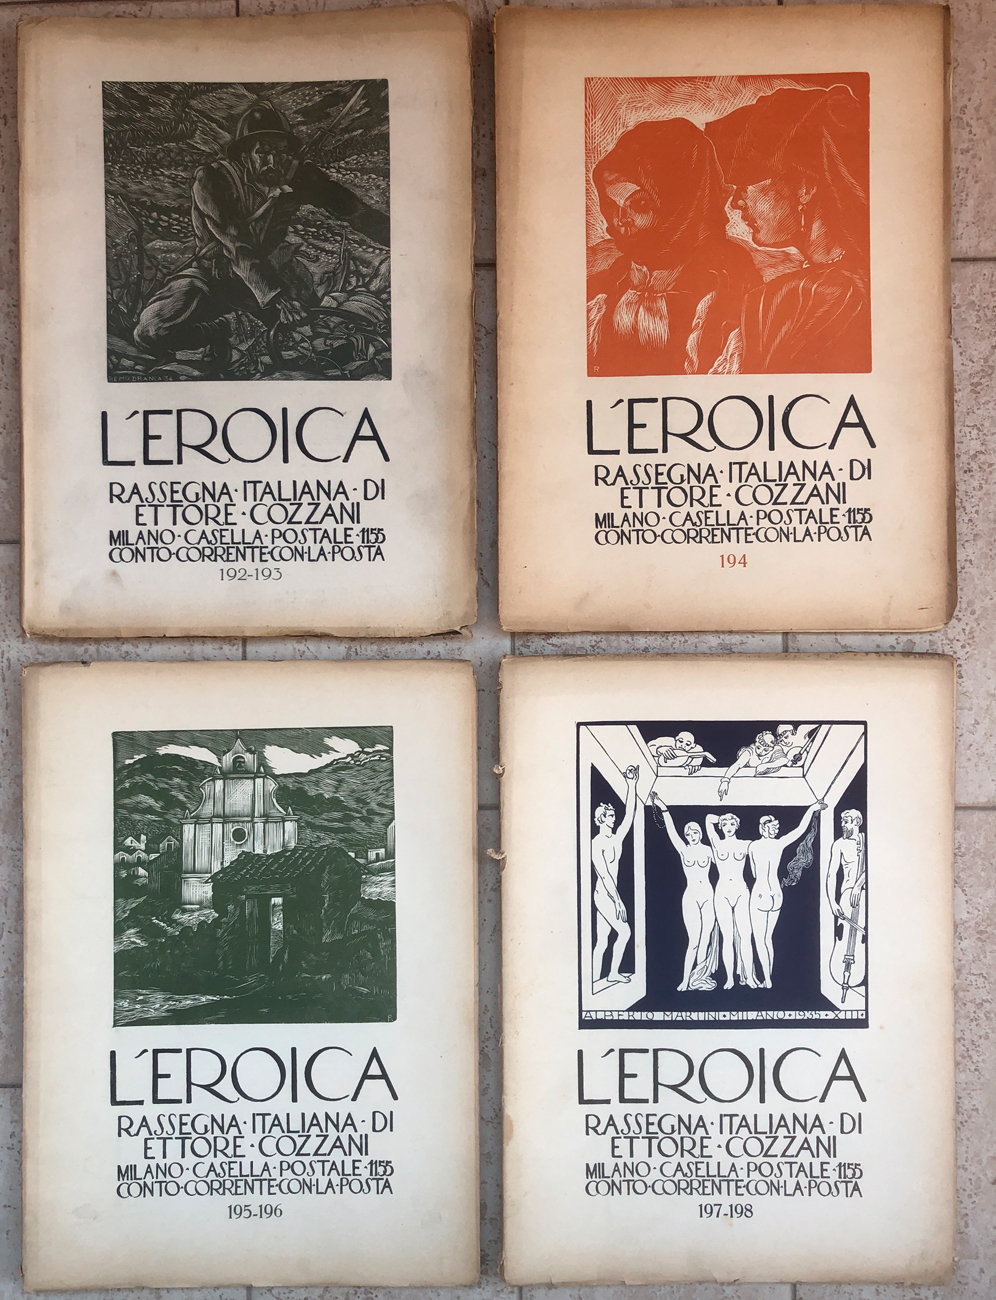 L'EROICA
RASSEGNA·ITALIANA·DI
ETTORE·COZZANI
MILANO·CASELLA·POSTALE·1155
CONTO·CORRENTE·CON·LA·POSTA
192-193
L'EROICA
RASSEGNA·ITALIANA·DI
ETTORE·COZZANI
MILANO·CASELLA·POSTALE·1155
CONTO·CORRENTE·CON·LA·POSTA
194
L'EROICA
RASSEGNA·ITALIANA·DI
ETTORE·COZZANI
MILANO·CASELLA·POSTALE·1155
CONTO·CORRENTE·CON·LA·POSTA
195-196
ALBERTO MARTINI·MILANO·1935·XIII·
L'EROICA
RASSEGNA·ITALIANA·DI
ETTORE·COZZANI
MILANO·CASELLA·POSTALE·1155
CONTO·CORRENTE·CON·LA·POSTA
197-198